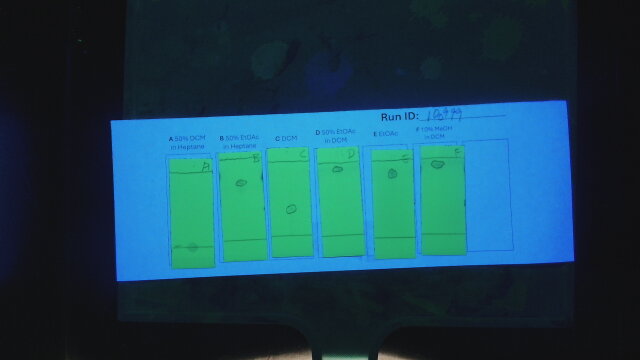 Run ID:
A 50% DCM
in Heptane
B 50% EtOAc
in Heptane
C DCM
D 50% EtOAc
in DCM
E EtOAc
F 10% MeOH
in DCM
A B C D E F